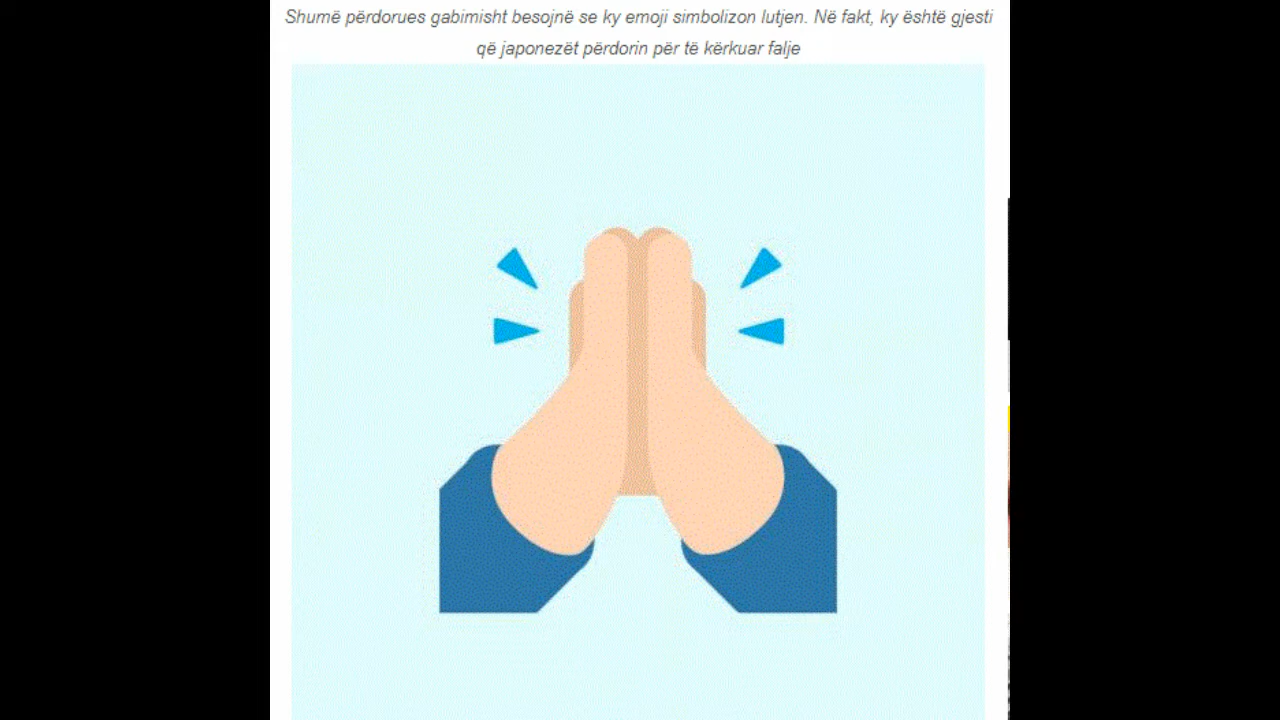 Shumë përdorues gabimisht besojnë se ky emoji simbolizon lutjen. Në fakt, ky është gjesti
që japonezët përdorin për të kërkuar falje